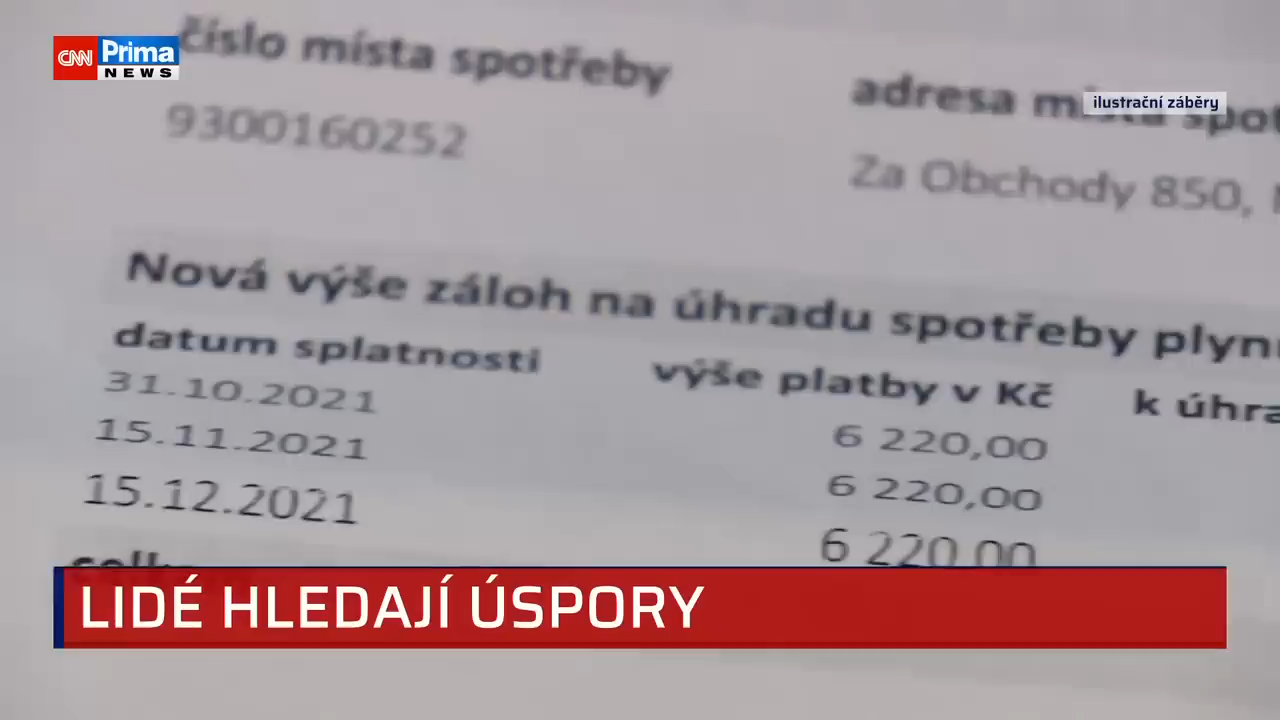 CNN Prima NEWS
číslo místa spotřeby
9300160252
adresa
ilustrační záběry
Za Obchody 850,
Nová výše záloh na úhradu spotřeby
datum splatnosti výše platby v Kč k
31.10.2021 6 220,00
15.11.2021 6 220,00
15.12.2021 6 220,00
LIDÉ HLEDAJÍ ÚSPORY